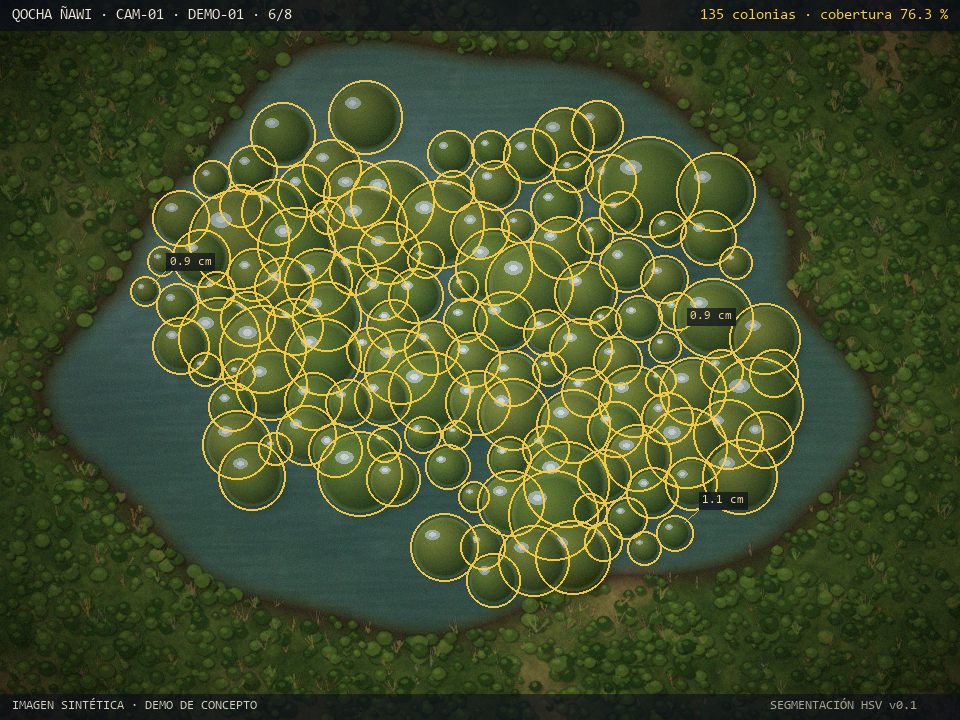 QOCHA ÑAWI · CAM-01 · DEMO-01 · 6/8
135 colonias · cobertura 76.3 %
0.9 cm
0.9 cm
1.1 cm
IMAGEN SINTÉTICA · DEMO DE CONCEPTO
SEGMENTACIÓN HSV v0.1